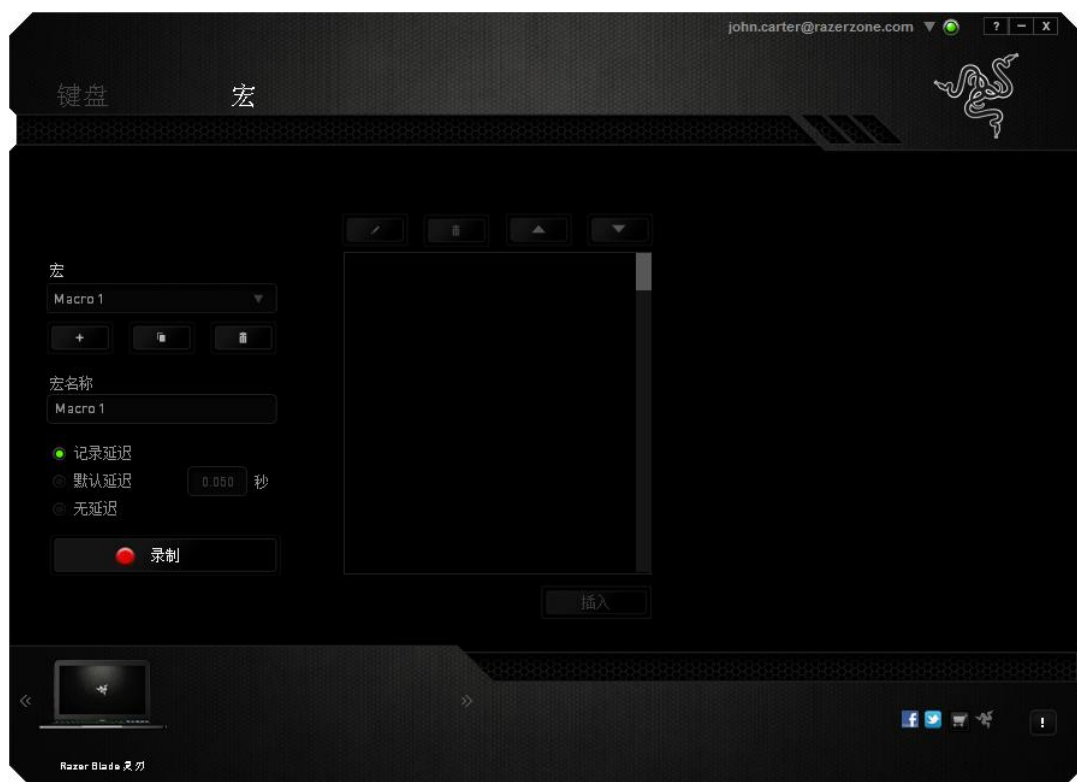 john.carter@razerzone.com
? – X
键盘
宏
宏
Macro 1
+
宏名称
Macro 1
记录延迟
默认延迟 0.050 秒
无延迟
录制
插入
Razer Blade 灵刃
!